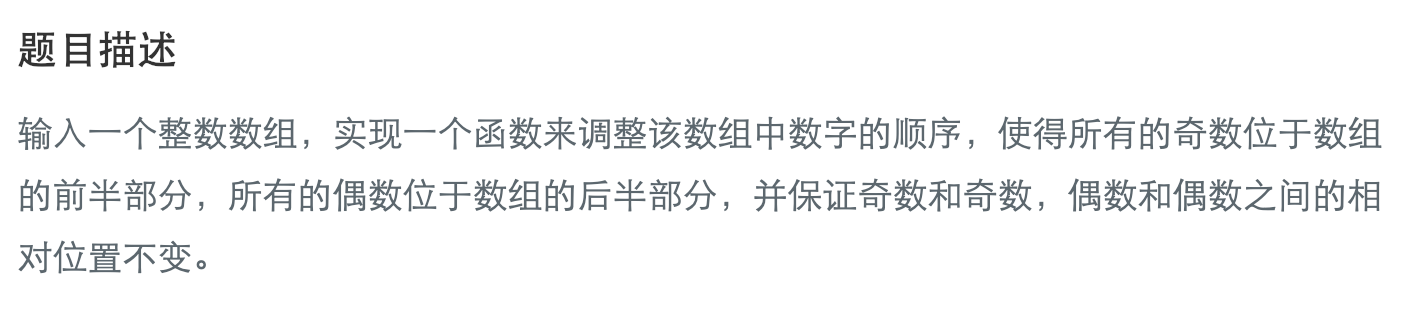 题目描述
输入一个整数数组，实现一个函数来调整该数组中数字的顺序，使得所有的奇数位于数组
的前半部分，所有的偶数位于数组的后半部分，并保证奇数和奇数，偶数和偶数之间的相
对位置不变。